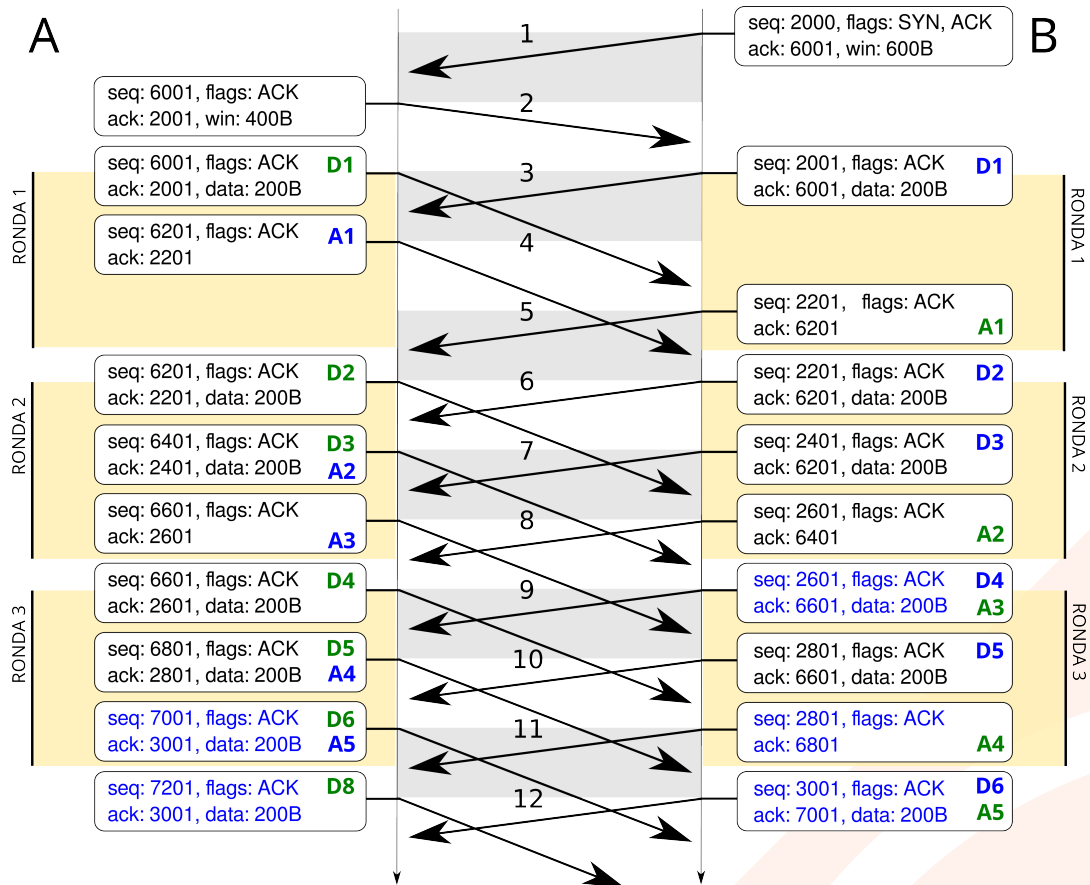 A
1
seq: 2000, flags: SYN, ACK
ack: 6001, win: 600B
B
seq: 6001, flags: ACK
ack: 2001, win: 400B
2
RONDA 1
seq: 6001, flags: ACK D1
ack: 2001, data: 200B
3
seq: 2001, flags: ACK D1
ack: 6001, data: 200B
RONDA 1
seq: 6201, flags: ACK A1
ack: 2201
4
5
seq: 2201, flags: ACK
ack: 6201 A1
RONDA 2
seq: 6201, flags: ACK D2
ack: 2201, data: 200B
6
seq: 2201, flags: ACK D2
ack: 6201, data: 200B
RONDA 2
seq: 6401, flags: ACK D3
ack: 2401, data: 200B A2
7
seq: 2401, flags: ACK D3
ack: 6201, data: 200B
seq: 6601, flags: ACK
ack: 2601 A3
8
seq: 2601, flags: ACK
ack: 6401 A2
RONDA 3
seq: 6601, flags: ACK D4
ack: 2601, data: 200B
9
seq: 2601, flags: ACK D4
ack: 6601, data: 200B A3
RONDA 3
seq: 6801, flags: ACK D5
ack: 2801, data: 200B A4
10
seq: 2801, flags: ACK D5
ack: 6601, data: 200B
seq: 7001, flags: ACK D6
ack: 3001, data: 200B A5
11
seq: 2801, flags: ACK
ack: 6801 A4
seq: 7201, flags: ACK D8
ack: 3001, data: 200B
12
seq: 3001, flags: ACK D6
ack: 7001, data: 200B A5